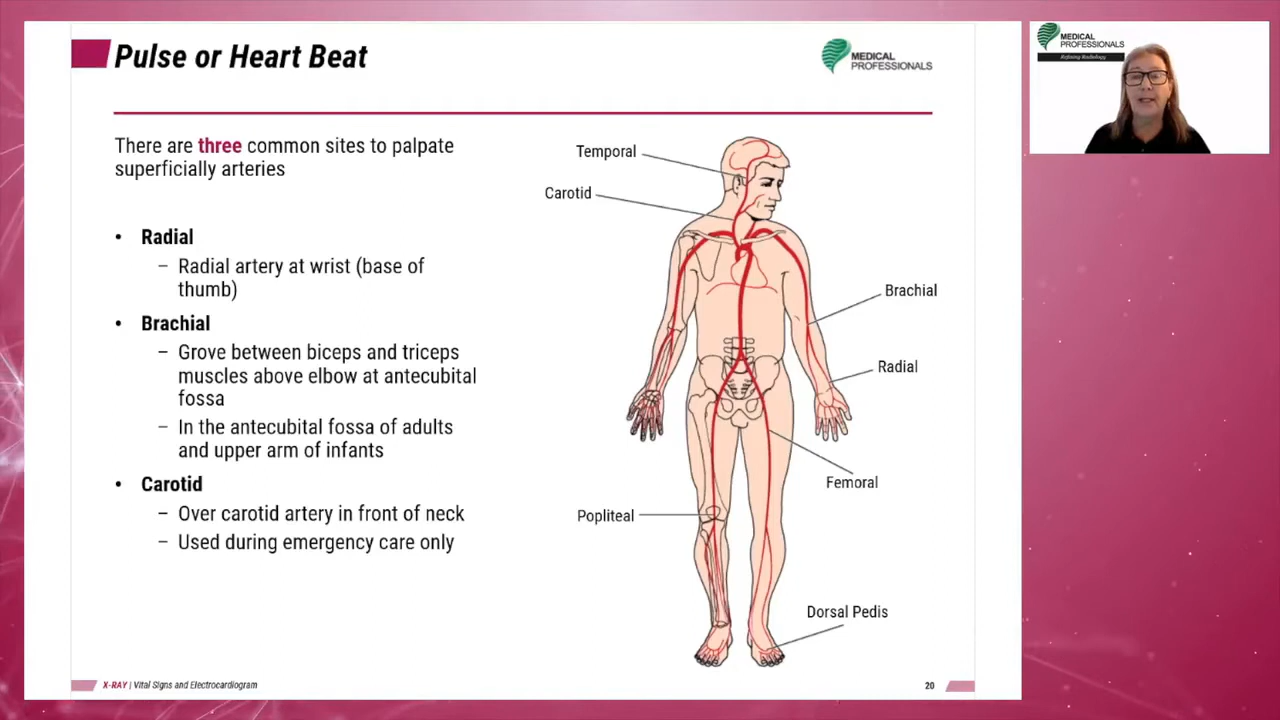 Pulse or Heart Beat
MEDICAL
PROFESSIONALS
There are three common sites to palpate
superficially arteries
• Radial
– Radial artery at wrist (base of
thumb)
• Brachial
– Grove between biceps and triceps
muscles above elbow at antecubital
fossa
– In the antecubital fossa of adults
and upper arm of infants
• Carotid
– Over carotid artery in front of neck
– Used during emergency care only
Temporal
Carotid
Brachial
Radial
Femoral
Popliteal
Dorsal Pedis
X-RAY | Vital Signs and Electrocardiogram
20
MEDICAL
PROFESSIONALS
Refining Radiology